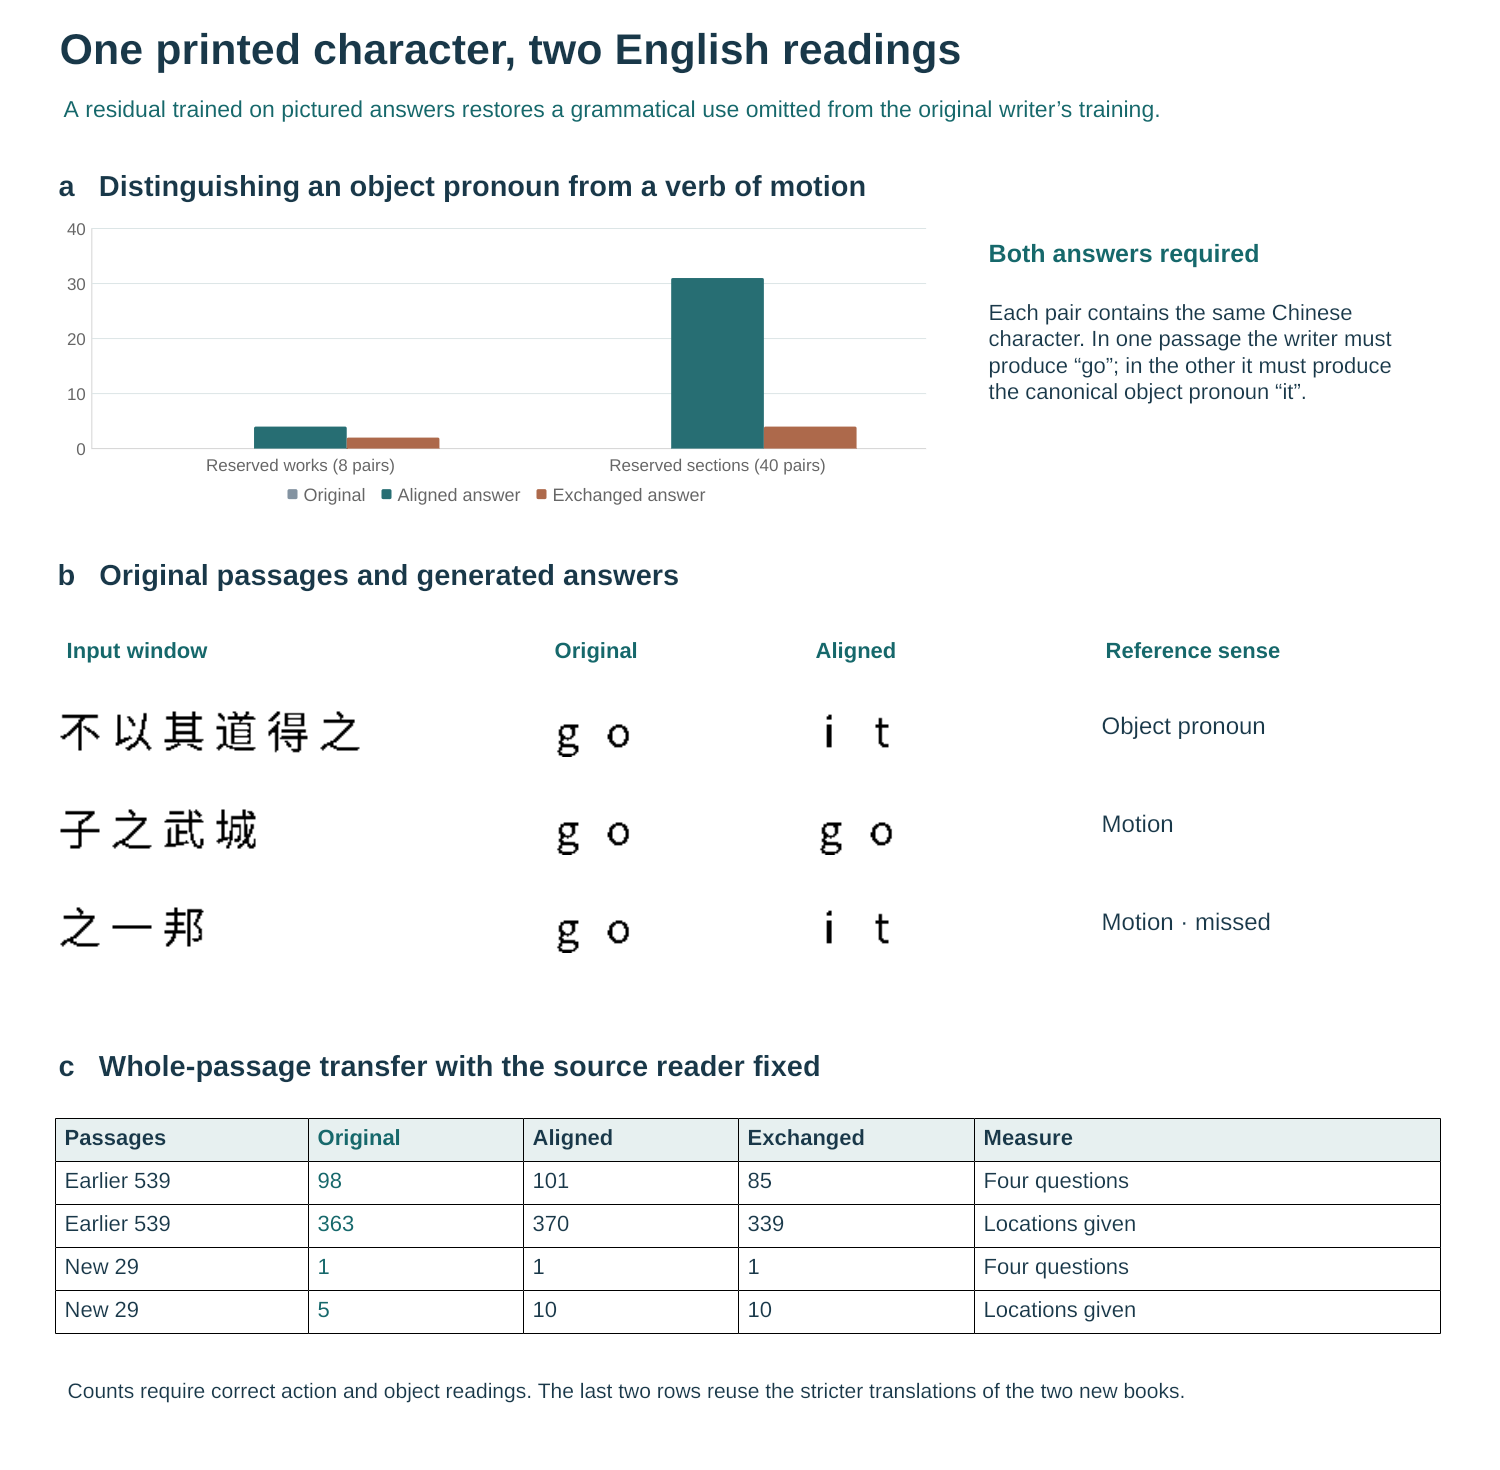 One printed character, two English readings
A residual trained on pictured answers restores a grammatical use omitted from the original writer’s training.
a Distinguishing an object pronoun from a verb of motion
40
30
20
10
0
Reserved works (8 pairs)
Reserved sections (40 pairs)
Original
Aligned answer
Exchanged answer
Both answers required
Each pair contains the same Chinese
character. In one passage the writer must
produce “go”; in the other it must produce
the canonical object pronoun “it”.
b Original passages and generated answers
Input window Original Aligned Reference sense
不以其道得之 go it Object pronoun
子之武城 go go Motion
之一邦 go it Motion · missed
c Whole-passage transfer with the source reader fixed
Passages Original Aligned Exchanged Measure
Earlier 539 98 101 85 Four questions
Earlier 539 363 370 339 Locations given
New 29 1 1 1 Four questions
New 29 5 10 10 Locations given
Counts require correct action and object readings. The last two rows reuse the stricter translations of the two new books.